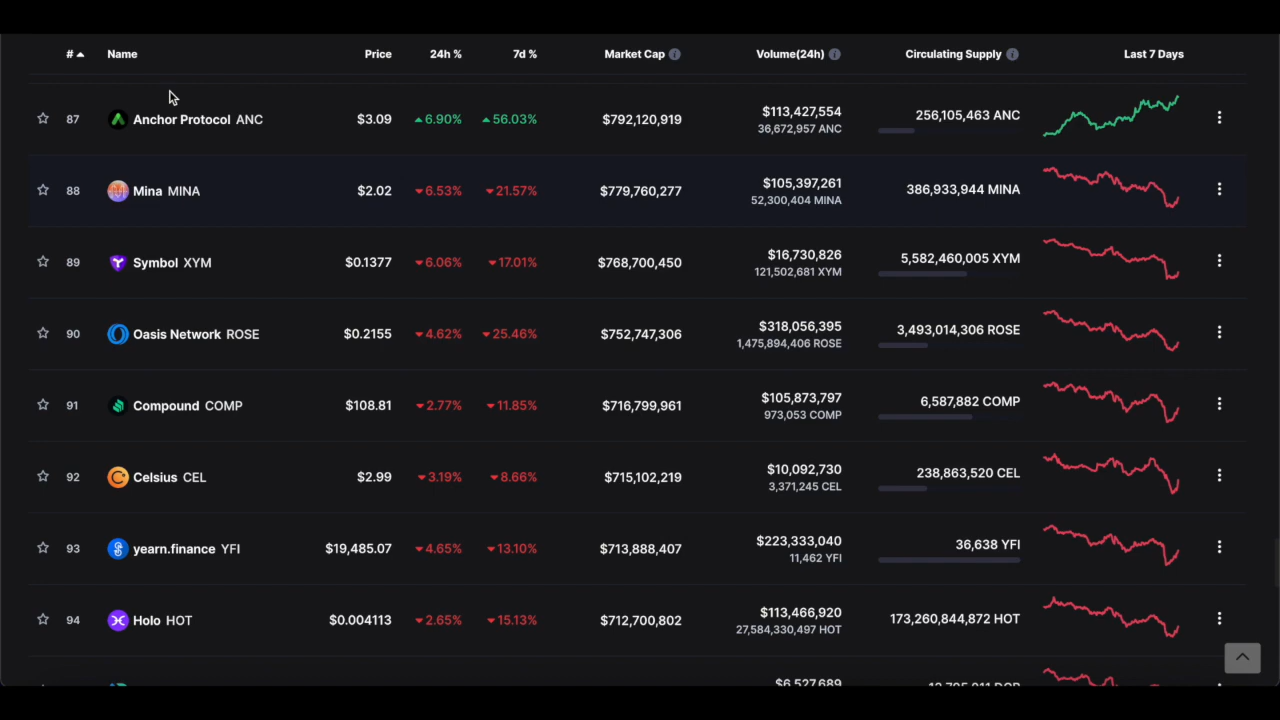 # Name Price 24h % 7d % Market Cap Volume(24h) Circulating Supply Last 7 Days
87 Anchor Protocol ANC $3.09 6.90% 56.03% $792,120,919 $113,427,554 256,105,463 ANC
36,672,957 ANC
88 Mina MINA $2.02 6.53% 21.57% $779,760,277 $105,397,261 386,933,944 MINA
52,300,404 MINA
89 Symbol XYM $0.1377 6.06% 17.01% $768,700,450 $16,730,826 5,582,460,005 XYM
121,502,681 XYM
90 Oasis Network ROSE $0.2155 4.62% 25.46% $752,747,306 $318,056,395 3,493,014,306 ROSE
1,475,894,406 ROSE
91 Compound COMP $108.81 2.77% 11.85% $716,799,961 $105,873,797 6,587,882 COMP
973,053 COMP
92 Celsius CEL $2.99 3.19% 8.66% $715,102,219 $10,092,730 238,863,520 CEL
3,371,245 CEL
93 yearn.finance YFI $19,485.07 4.65% 13.10% $713,888,407 $223,333,040 36,638 YFI
11,462 YFI
94 Holo HOT $0.004113 2.65% 15.13% $712,700,802 $113,466,920 173,260,844,872 HOT
27,584,330,497 HOT
$6,527,689